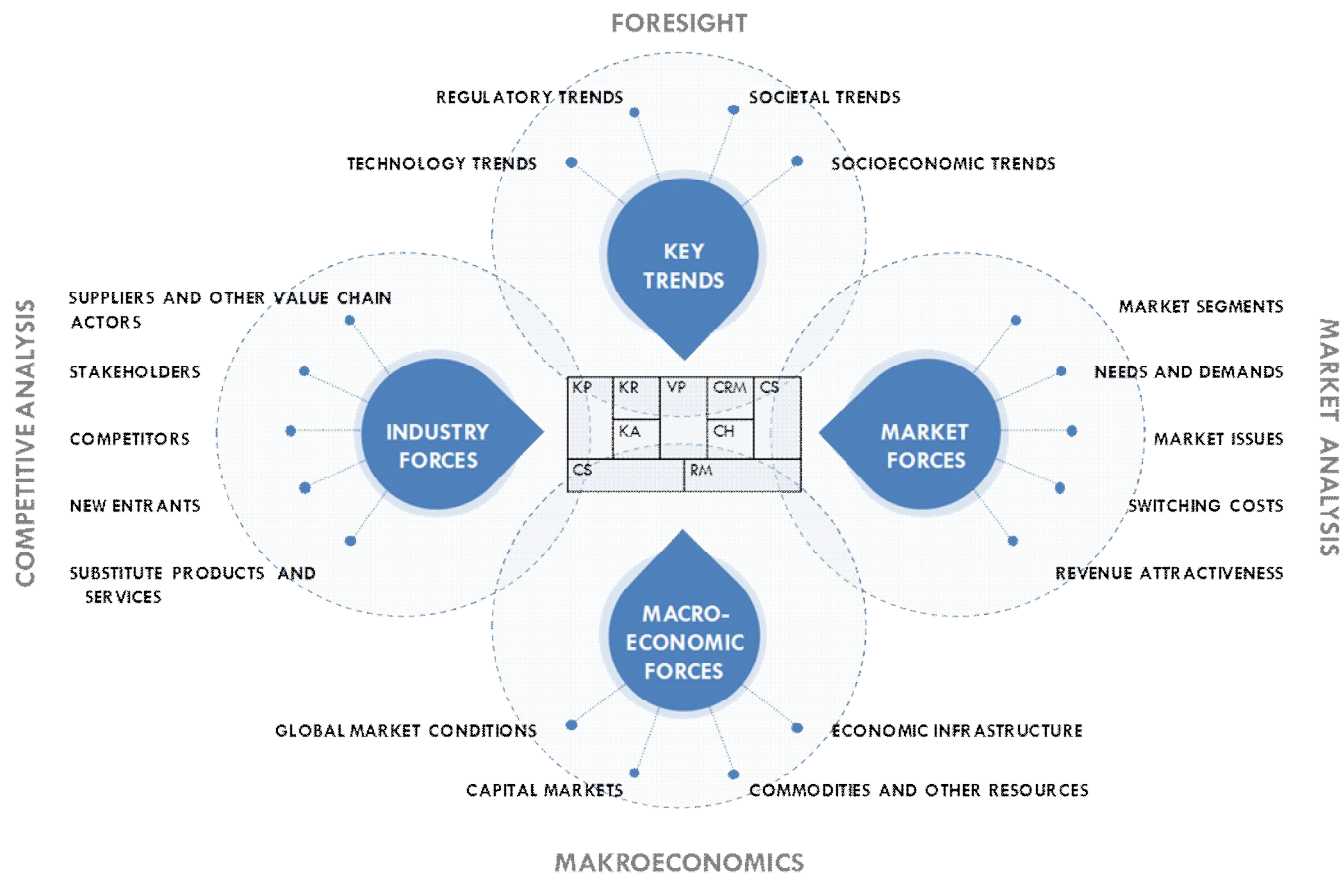 FORESIGHT
REGULATORY TRENDS
SOCIETAL TRENDS
TECHNOLOGY TRENDS
SOCIOECONOMIC TRENDS
KEY
TRENDS
COMPETITIVE ANALYSIS
SUPPLIERS AND OTHER VALUE CHAIN
ACTORS
STAKEHOLDERS
COMPETITORS
NEW ENTRANTS
SUBSTITUTE PRODUCTS AND
SERVICES
INDUSTRY
FORCES
KP
KR
VP
CRM
CS
KA
CH
CS
RM
MARKET
FORCES
MARKET SEGMENTS
NEEDS AND DEMANDS
MARKET ISSUES
SWITCHING COSTS
REVENUE ATTRACTIVENESS
MARKET ANALYSIS
MACRO-
ECONOMIC
FORCES
GLOBAL MARKET CONDITIONS
ECONOMIC INFRASTRUCTURE
CAPITAL MARKETS
COMMODITIES AND OTHER RESOURCES
MAKROECONOMICS